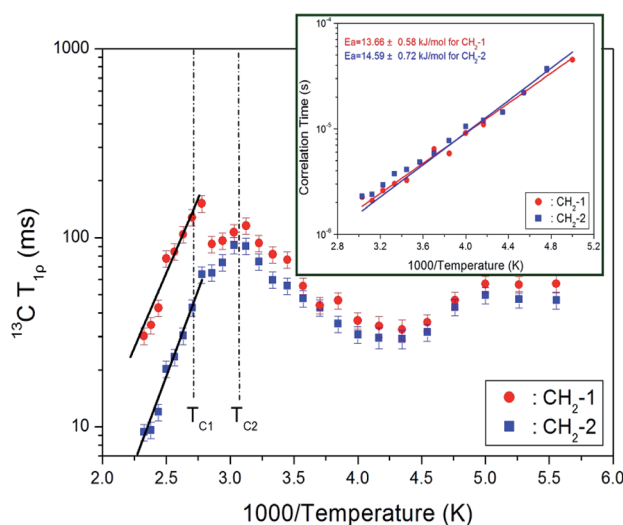 1000
100
10
¹³C T₁ρ (ms)
2.0 2.5 3.0 3.5 4.0 4.5 5.0 5.5 6.0
1000/Temperature (K)
T_C1 T_C2
: CH₂-1
: CH₂-2
10⁻⁴
10⁻⁵
10⁻⁶
Correlation Time (s)
Ea=13.66 ± 0.58 kJ/mol for CH₂-1
Ea=14.59 ± 0.72 kJ/mol for CH₂-2
: CH₂-1
: CH₂-2
2.8 3.2 3.6 4.0 4.4 4.8 5.2
1000/Temperature (K)